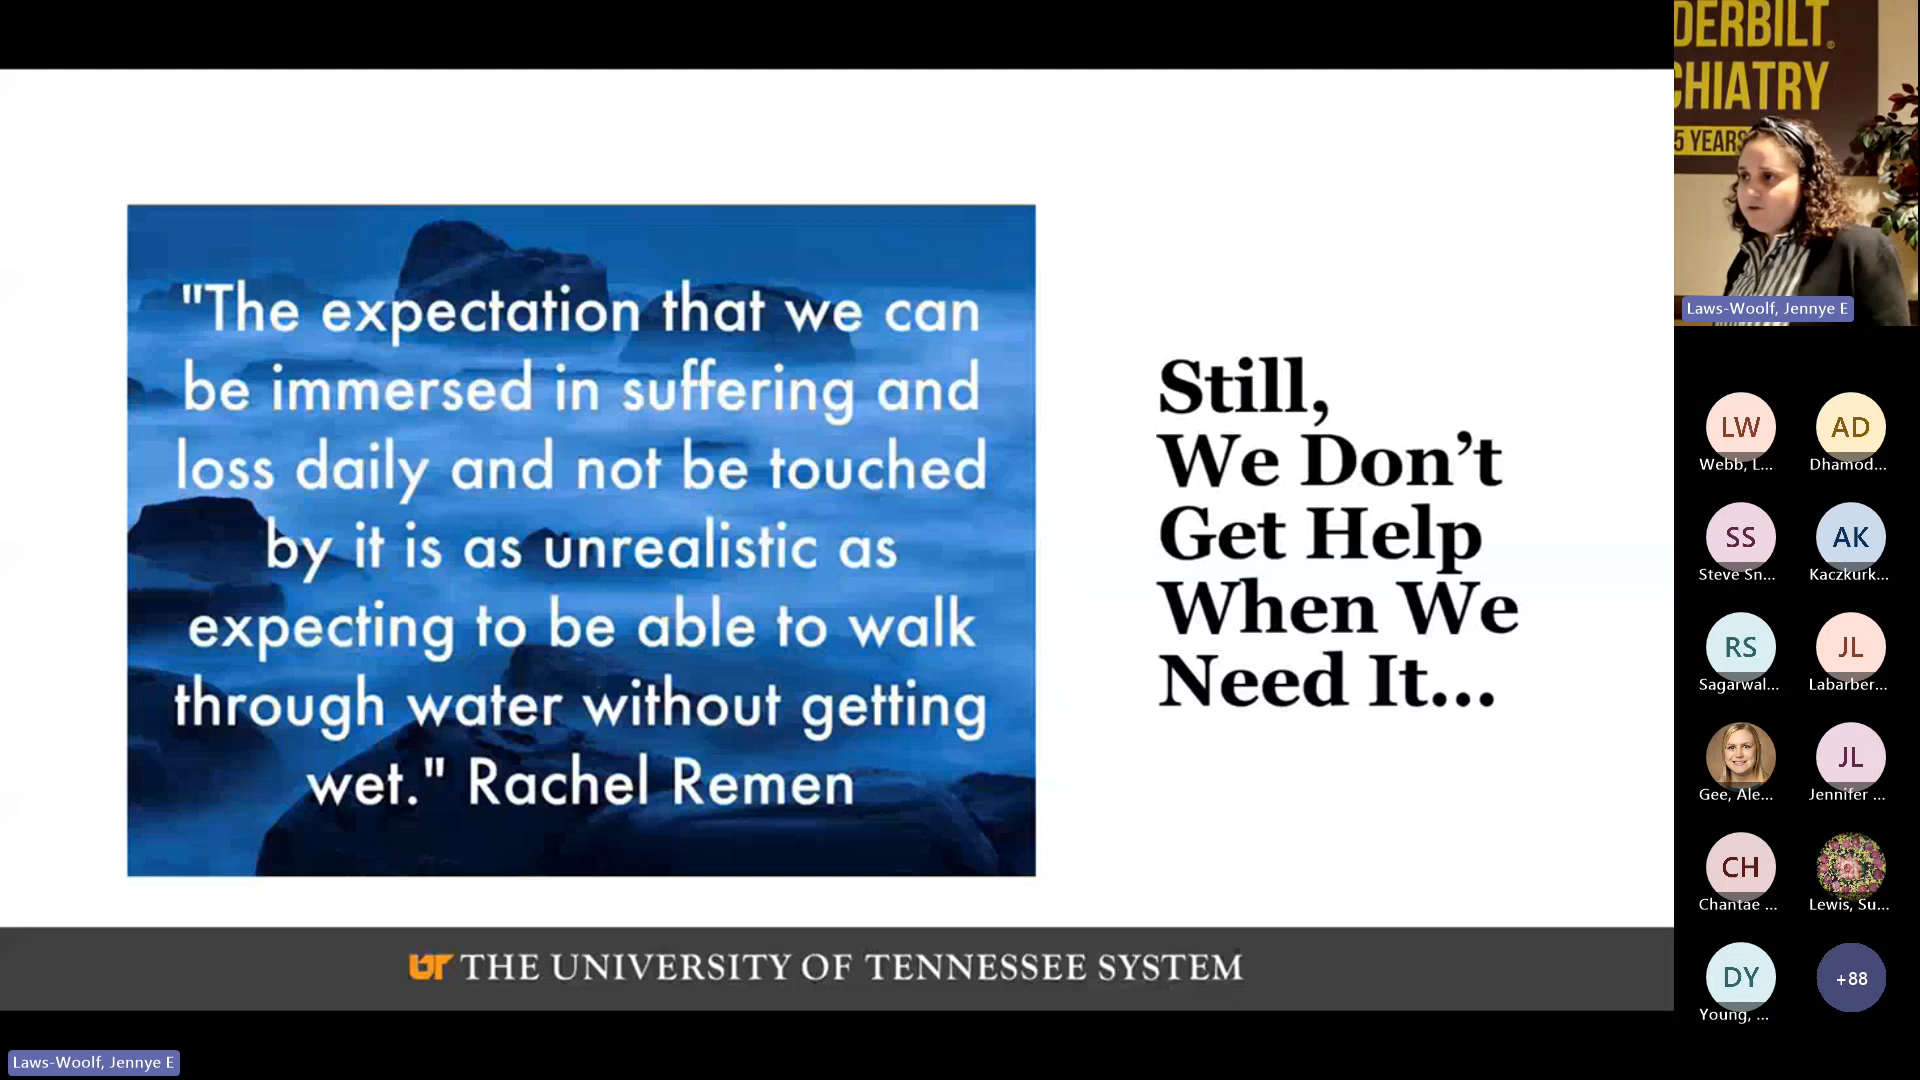 "The expectation that we can
be immersed in suffering and
loss daily and not be touched
by it is as unrealistic as
expecting to be able to walk
through water without getting
wet." Rachel Remen
Still,
We Don't
Get Help
When We
Need It...
UT THE UNIVERSITY OF TENNESSEE SYSTEM
Laws-Woolf, Jennye E
DERBILT®
CHIATRY
5 YEARS
Laws-Woolf, Jennye E
LW
Webb, L...
AD
Dhamod...
SS
Steve Sn...
AK
Kaczkurk...
RS
Sagarwal...
JL
Labarber...
Gee, Ale...
JL
Jennifer ...
CH
Chantae ...
Lewis, Su...
DY
Young, ...
+88